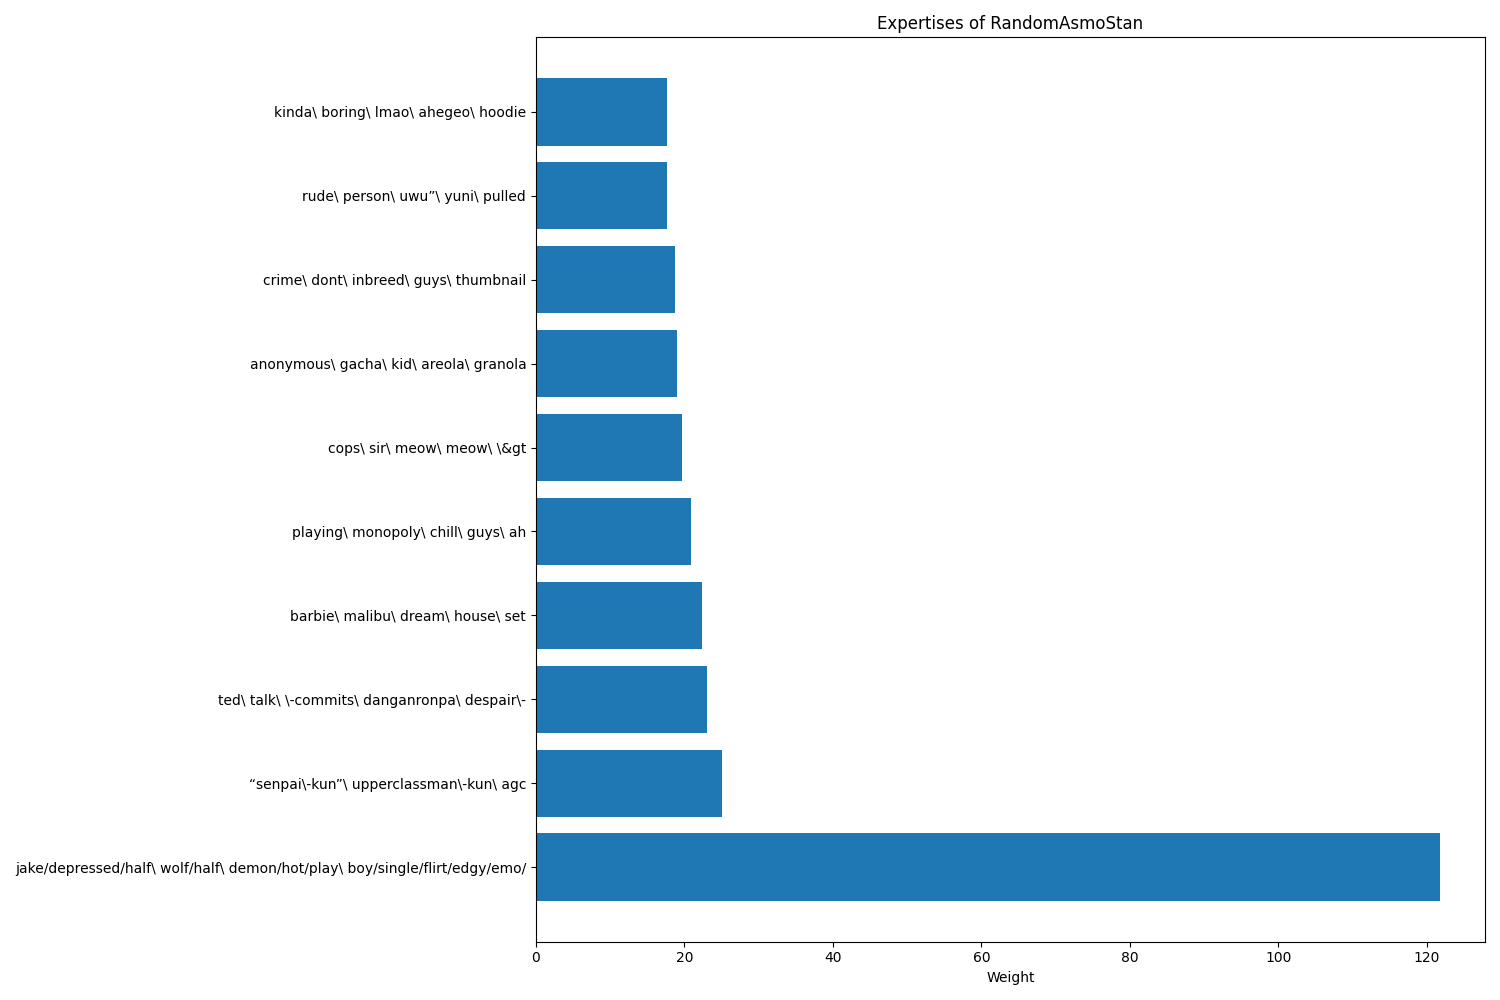 Expertises of RandomAsmoStan
kinda\ boring\ lmao\ ahegeo\ hoodie
rude\ person\ uwu”\ yuni\ pulled
crime\ dont\ inbreed\ guys\ thumbnail
anonymous\ gacha\ kid\ areola\ granola
cops\ sir\ meow\ meow\ \&gt
playing\ monopoly\ chill\ guys\ ah
barbie\ malibu\ dream\ house\ set
ted\ talk\ \-commits\ danganronpa\ despair\-
“senpai\-kun”\ upperclassman\-kun\ agc
jake/depressed/half\ wolf/half\ demon/hot/play\ boy/single/flirt/edgy/emo/
0 20 40 60 80 100 120
Weight